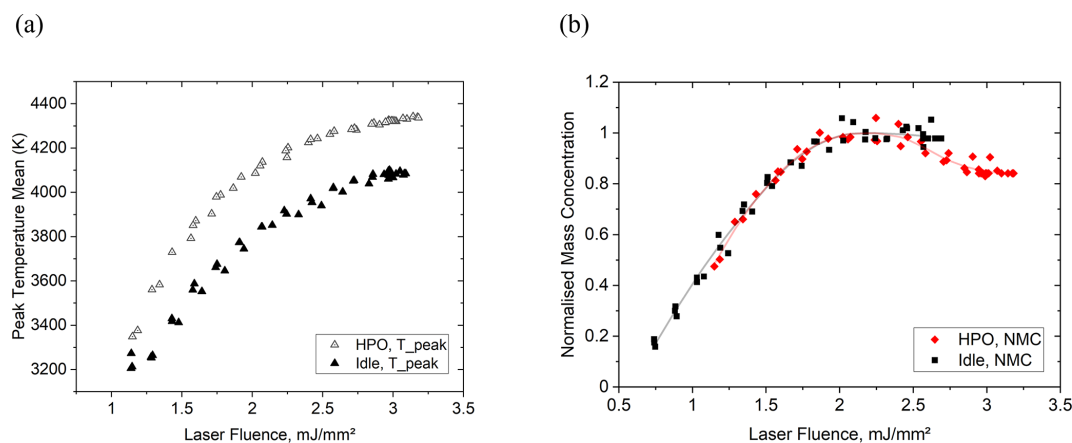 (a)
(b)
Peak Temperature Mean (K)
4400
4200
4000
3800
3600
3400
3200
1
1.5
2
2.5
3
3.5
Laser Fluence, mJ/mm²
HPO, T_peak
Idle, T_peak
Normalised Mass Concentration
1.2
1
0.8
0.6
0.4
0.2
0
0.5
1
1.5
2
2.5
3
3.5
Laser Fluence, mJ/mm²
HPO, NMC
Idle, NMC